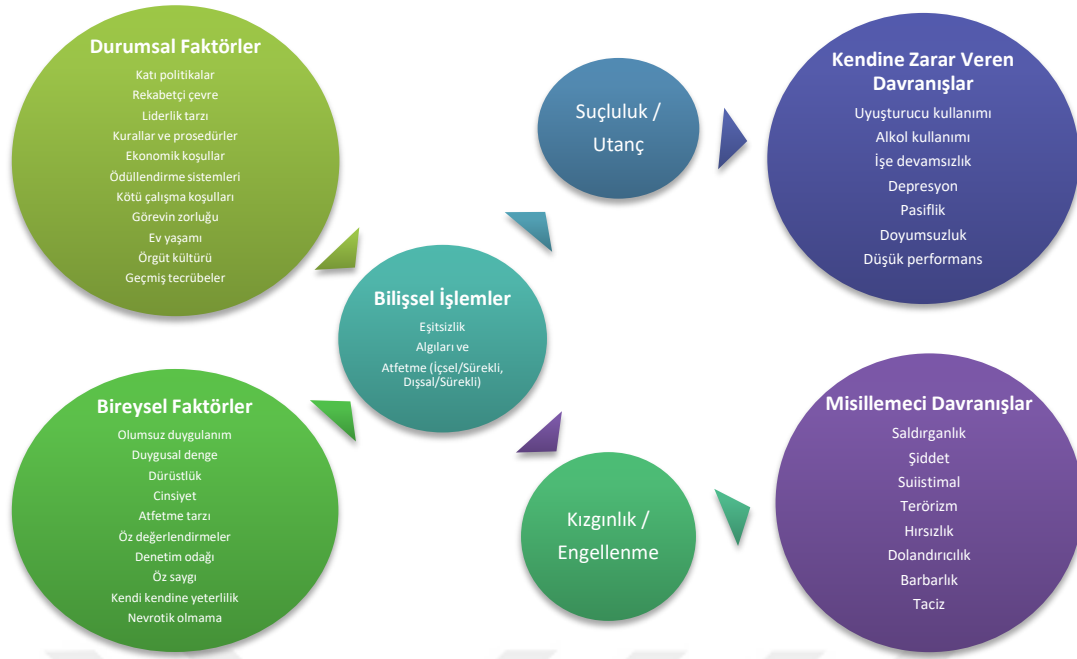 Durumsal Faktörler
Katı politikalar
Rekabetçi çevre
Liderlik tarzı
Kurallar ve prosedürler
Ekonomik koşullar
Ödüllendirme sistemleri
Kötü çalışma koşulları
Görevin zorluğu
Ev yaşamı
Örgüt kültürü
Geçmiş tecrübeler
Bireysel Faktörler
Olumsuz duygulanım
Duygusal denge
Dürüstlük
Cinsiyet
Atfetme tarzı
Öz değerlendirmeler
Denetim odağı
Öz saygı
Kendi kendine yeterlilik
Nevrotik olmama
Bilişsel İşlemler
Eşitsizlik
Algıları ve
Atfetme (İçsel/Sürekli,
Dışsal/Sürekli)
Suçluluk /
Utanç
Kızgınlık /
Engellenme
Kendine Zarar Veren
Davranışlar
Uyuşturucu kullanımı
Alkol kullanımı
İşe devamsızlık
Depresyon
Pasiflik
Doyumsuzluk
Düşük performans
Misillemeci Davranışlar
Saldırganlık
Şiddet
Suiistimal
Terörizm
Hırsızlık
Dolandırıcılık
Barbarlık
Taciz